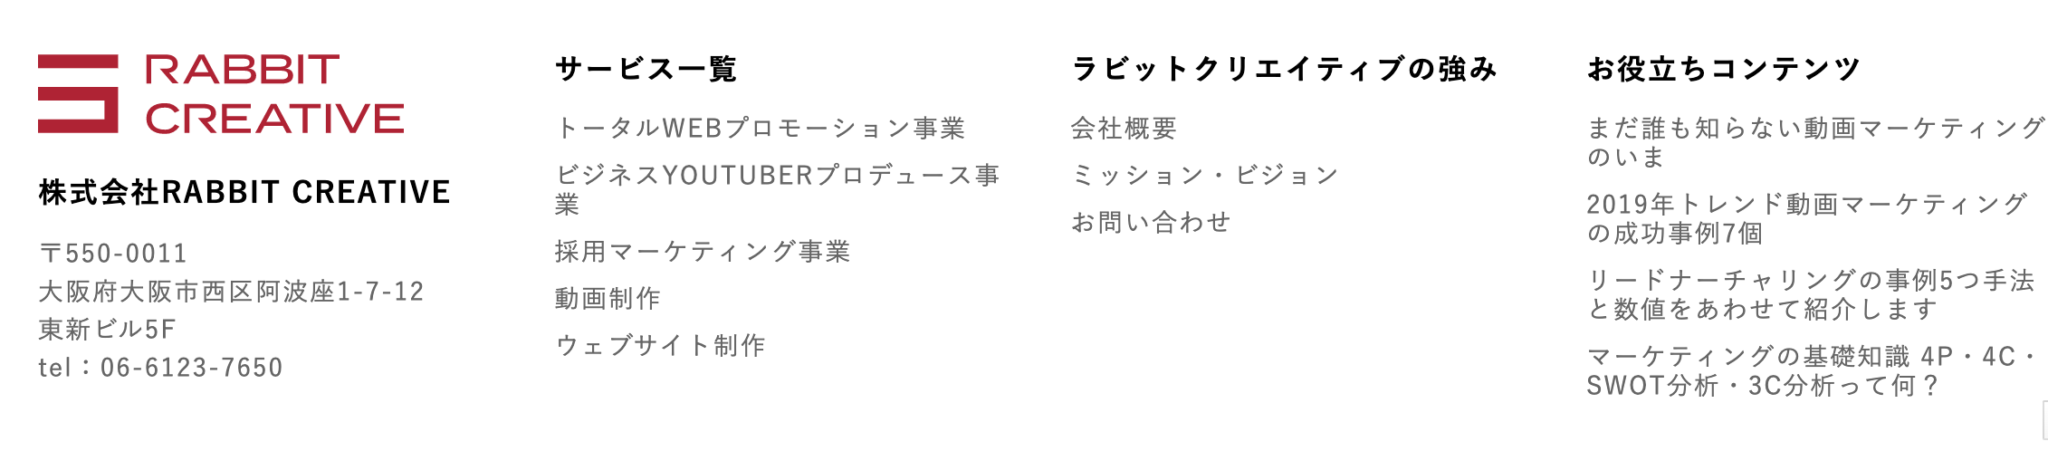 RABBIT
CREATIVE
株式会社RABBIT CREATIVE
〒550-0011
大阪府大阪市西区阿波座1-7-12
東新ビル5F
tel：06-6123-7650
サービス一覧
トータルWEBプロモーション事業
ビジネスYOUTUBERプロデュース事
業
採用マーケティング事業
動画制作
ウェブサイト制作
ラビットクリエイティブの強み
会社概要
ミッション・ビジョン
お問い合わせ
お役立ちコンテンツ
まだ誰も知らない動画マーケティング
のいま
2019年トレンド動画マーケティング
の成功事例7個
リードナーチャリングの事例5つ手法
と数値をあわせて紹介します
マーケティングの基礎知識 4P・4C・
SWOT分析・3C分析って何？